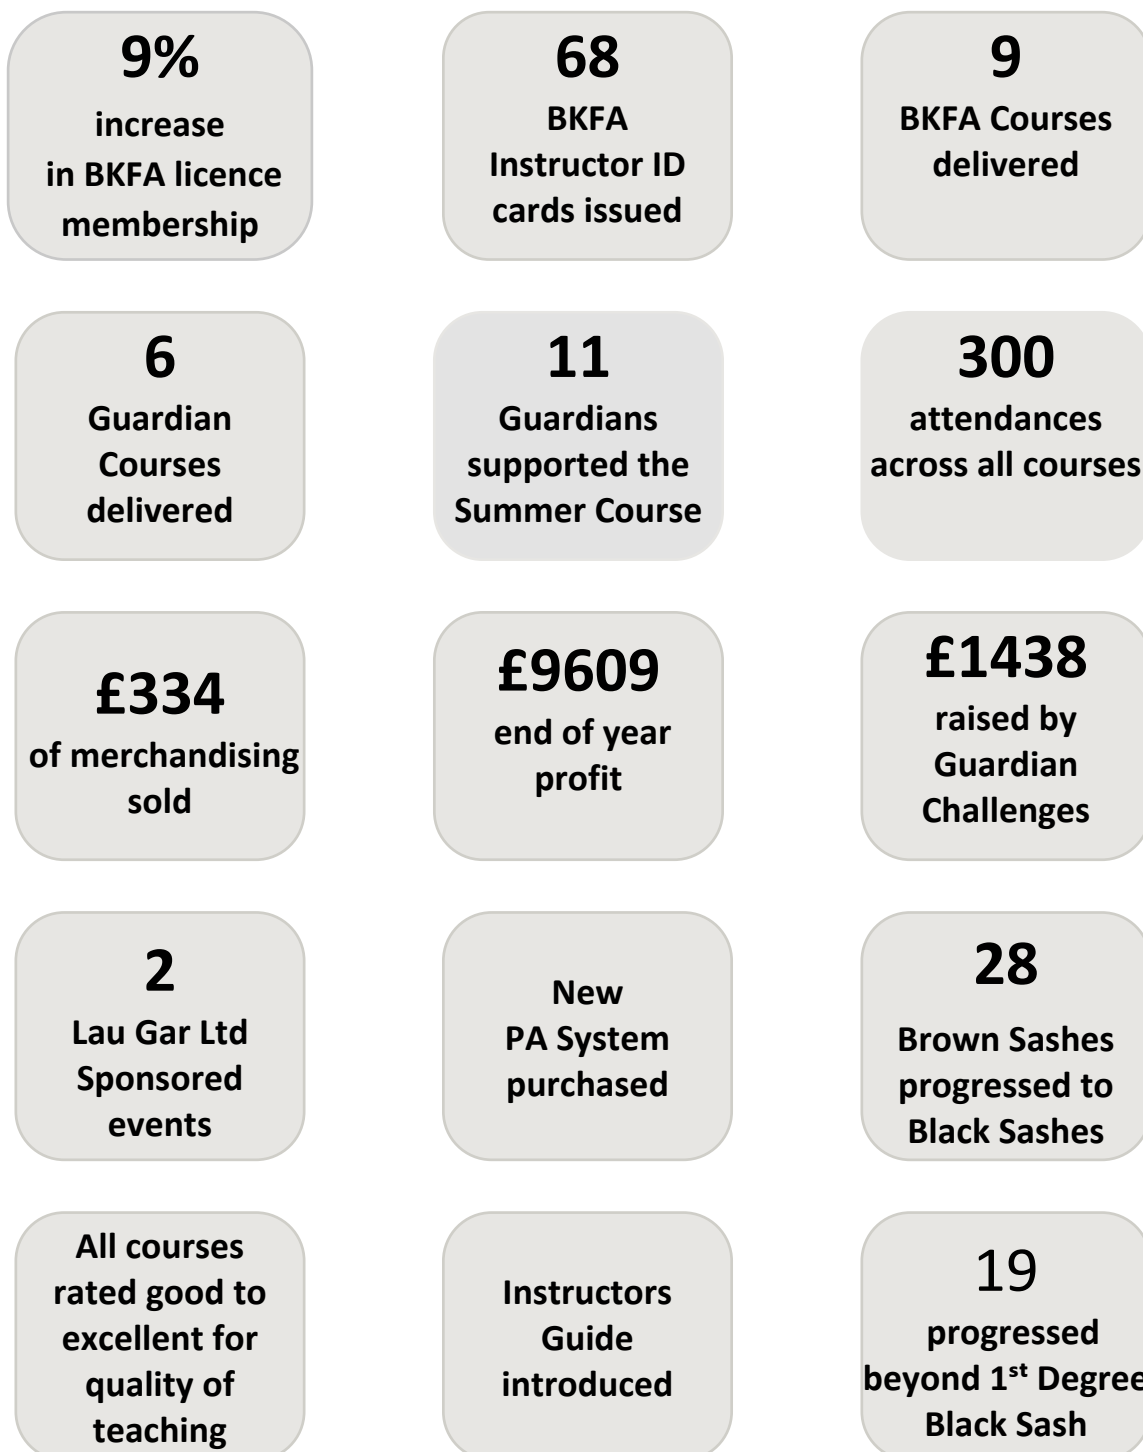 9%
increase
in BKFA licence
membership
68
BKFA
Instructor ID
cards issued
9
BKFA Courses
delivered
6
Guardian
Courses
delivered
11
Guardians
supported the
Summer Course
300
attendances
across all courses
£334
of merchandising
sold
£9609
end of year
profit
£1438
raised by
Guardian
Challenges
2
Lau Gar Ltd
Sponsored
events
New
PA System
purchased
28
Brown Sashes
progressed to
Black Sashes
All courses
rated good to
excellent for
quality of
teaching
Instructors
Guide
introduced
19
progressed
beyond 1st Degree
Black Sash